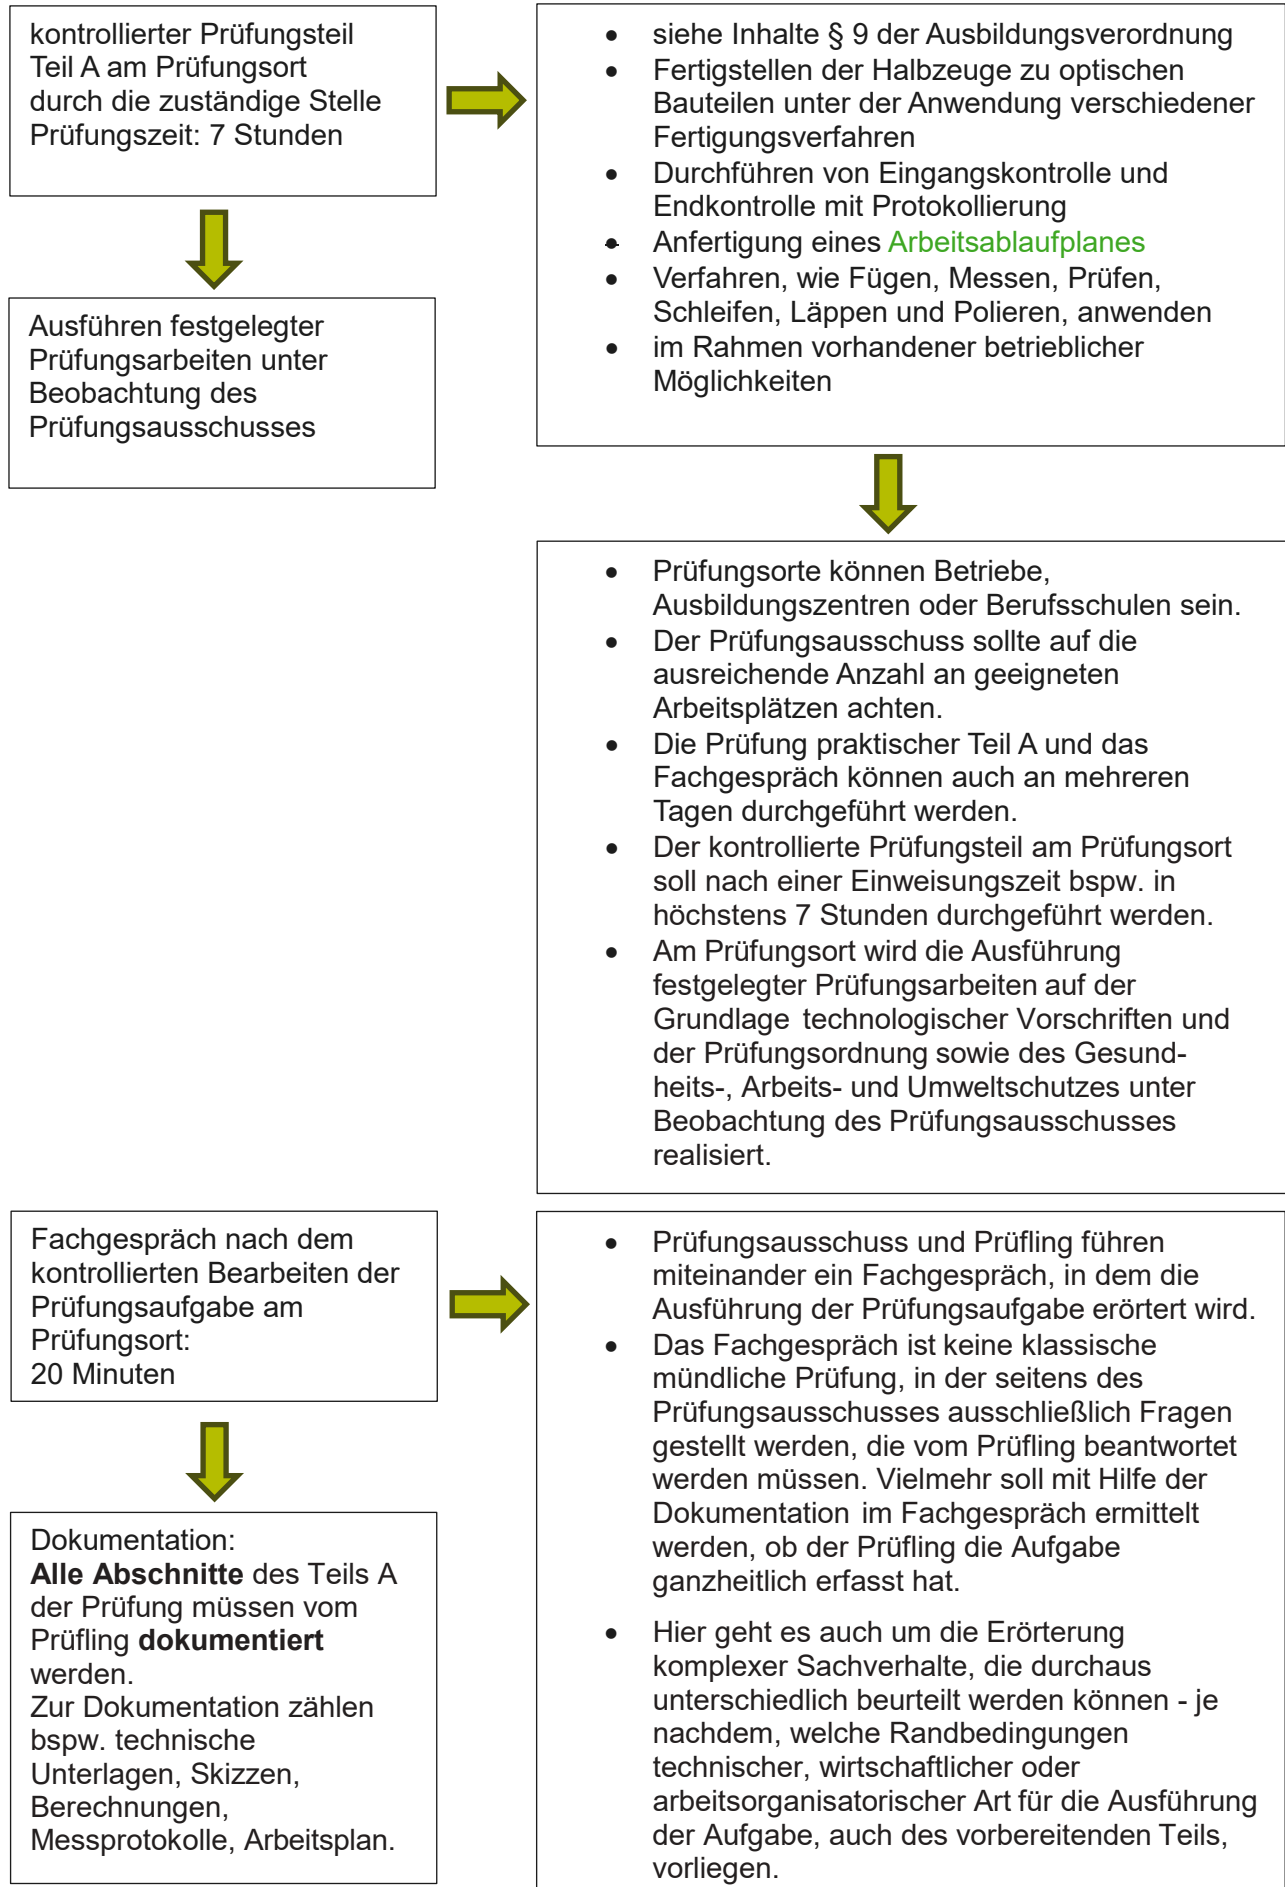 kontrollierter Prüfungsteil
Teil A am Prüfungsort
durch die zuständige Stelle
Prüfungszeit: 7 Stunden
• siehe Inhalte § 9 der Ausbildungsverordnung
• Fertigstellen der Halbzeuge zu optischen
Bauteilen unter der Anwendung verschiedener
Fertigungsverfahren
• Durchführen von Eingangskontrolle und
Endkontrolle mit Protokollierung
• Anfertigung eines Arbeitsablaufplanes
• Verfahren, wie Fügen, Messen, Prüfen,
Schleifen, Läppen und Polieren, anwenden
• im Rahmen vorhandener betrieblicher
Möglichkeiten
Ausführen festgelegter
Prüfungsarbeiten unter
Beobachtung des
Prüfungsausschusses
• Prüfungsorte können Betriebe,
Ausbildungszentren oder Berufsschulen sein.
• Der Prüfungsausschuss sollte auf die
ausreichende Anzahl an geeigneten
Arbeitsplätzen achten.
• Die Prüfung praktischer Teil A und das
Fachgespräch können auch an mehreren
Tagen durchgeführt werden.
• Der kontrollierte Prüfungsteil am Prüfungsort
soll nach einer Einweisungszeit bspw. in
höchstens 7 Stunden durchgeführt werden.
• Am Prüfungsort wird die Ausführung
festgelegter Prüfungsarbeiten auf der
Grundlage technologischer Vorschriften und
der Prüfungsordnung sowie des Gesund-
heits-, Arbeits- und Umweltschutzes unter
Beobachtung des Prüfungsausschusses
realisiert.
Fachgespräch nach dem
kontrollierten Bearbeiten der
Prüfungsaufgabe am
Prüfungsort:
20 Minuten
• Prüfungsausschuss und Prüfling führen
miteinander ein Fachgespräch, in dem die
Ausführung der Prüfungsaufgabe erörtert wird.
• Das Fachgespräch ist keine klassische
mündliche Prüfung, in der seitens des
Prüfungsausschusses ausschließlich Fragen
gestellt werden, die vom Prüfling beantwortet
werden müssen. Vielmehr soll mit Hilfe der
Dokumentation im Fachgespräch ermittelt
werden, ob der Prüfling die Aufgabe
ganzheitlich erfasst hat.
• Hier geht es auch um die Erörterung
komplexer Sachverhalte, die durchaus
unterschiedlich beurteilt werden können - je
nachdem, welche Randbedingungen
technischer, wirtschaftlicher oder
arbeitsorganisatorischer Art für die Ausführung
der Aufgabe, auch des vorbereitenden Teils,
vorliegen.
Dokumentation:
Alle Abschnitte des Teils A
der Prüfung müssen vom
Prüfling dokumentiert
werden.
Zur Dokumentation zählen
bspw. technische
Unterlagen, Skizzen,
Berechnungen,
Messprotokolle, Arbeitsplan.